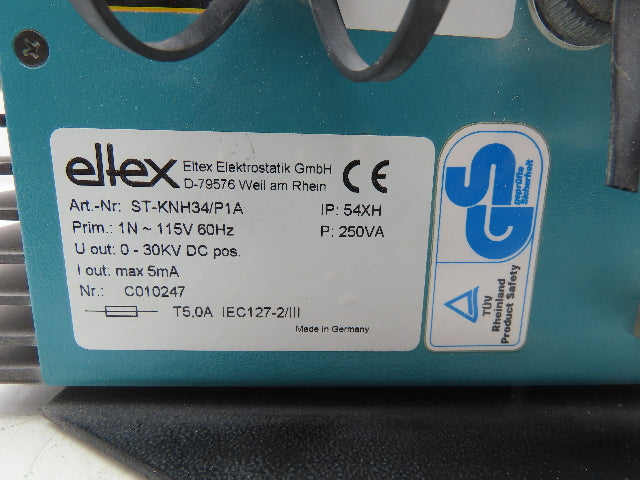 eltex Eltex Elektrostatik GmbH
D-79576 Weil am Rhein
CE
Art.-Nr: ST-KNH34/P1A IP: 54XH
Prim.: 1N ~ 115V 60Hz P: 250VA
U out: 0 - 30KV DC pos.
I out: max 5mA
Nr.: C010247
T5,0A IEC127-2/III
Made in Germany
GS
geprüfte
Sicherheit
TÜV
Rheinland
Product Safety